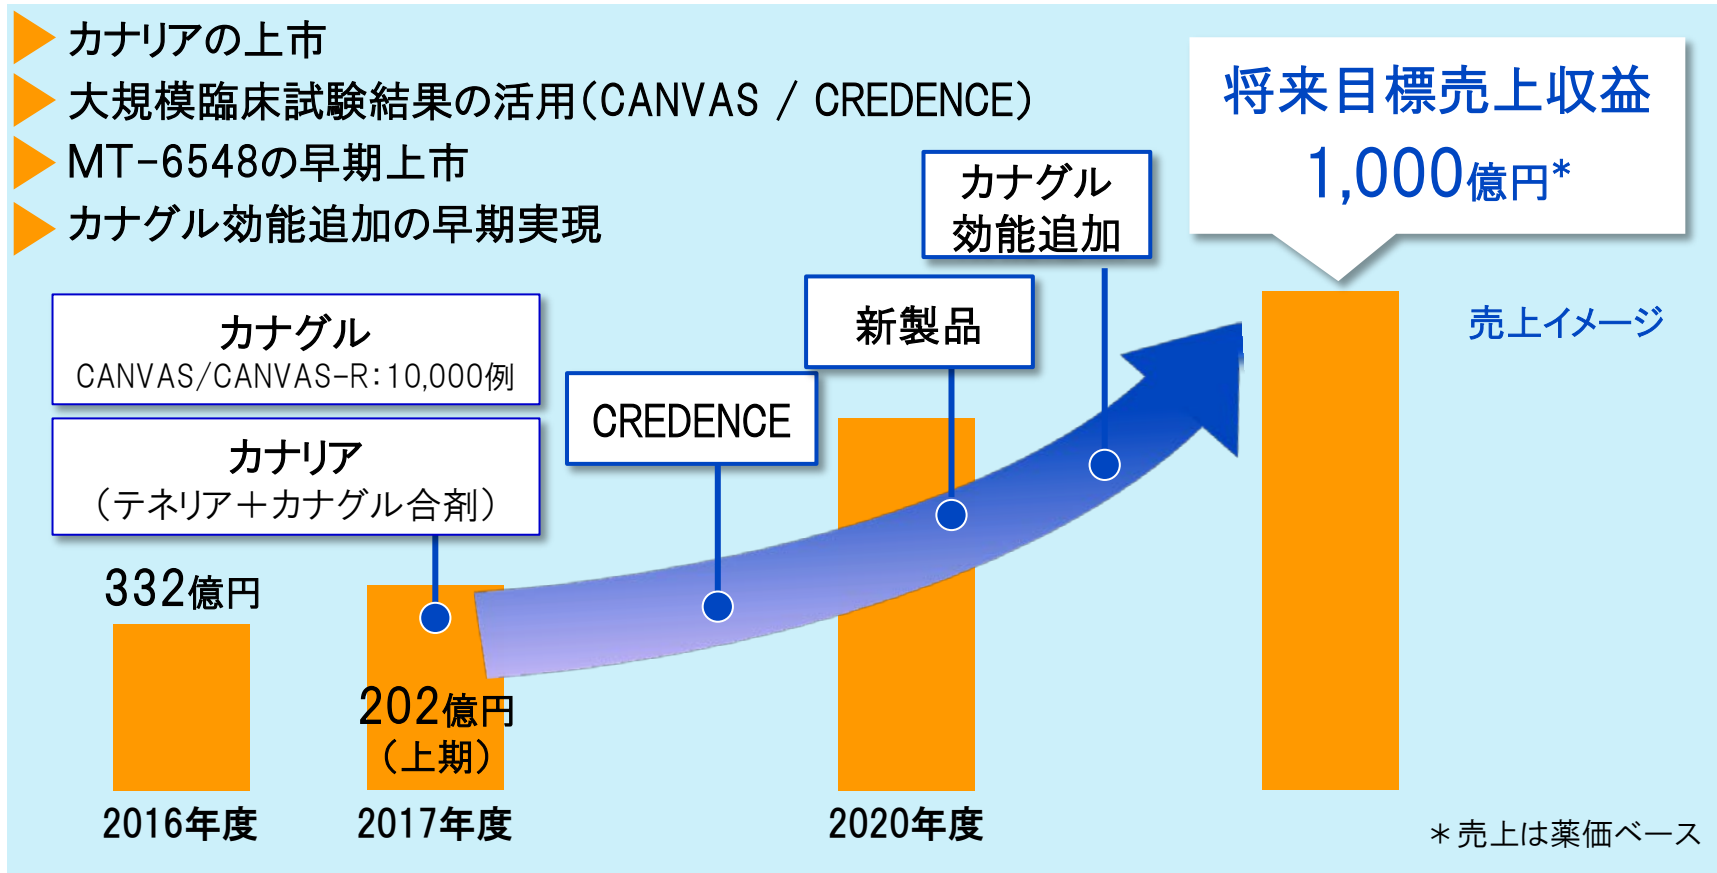 カナリアの上市
大規模臨床試験結果の活用（CANVAS / CREDENCE）
MT-6548の早期上市
カナグル効能追加の早期実現
将来目標売上収益
1,000億円*
カナグル
効能追加
売上イメージ
新製品
カナグル
CANVAS/CANVAS-R：10,000例
CREDENCE
カナリア
（テネリア＋カナグル合剤）
332億円
202億円
（上期）
2016年度
2017年度
2020年度
＊売上は薬価ベース